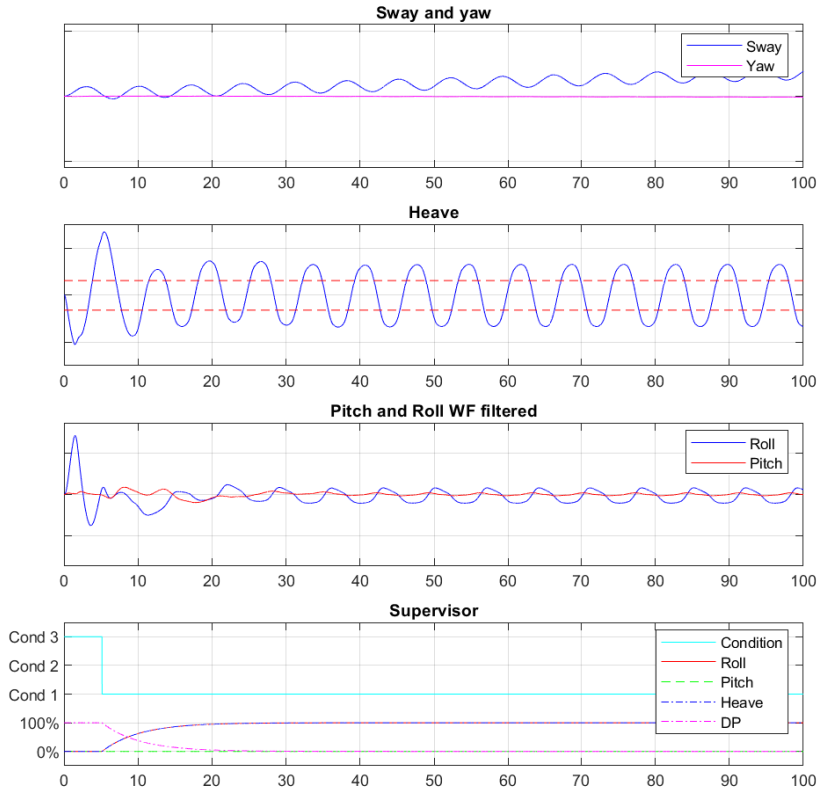 Sway and yaw
Sway
Yaw
0 10 20 30 40 50 60 70 80 90 100
Heave
0 10 20 30 40 50 60 70 80 90 100
Pitch and Roll WF filtered
Roll
Pitch
0 10 20 30 40 50 60 70 80 90 100
Supervisor
Cond 3
Cond 2
Cond 1
100%
0%
Condition
Roll
Pitch
Heave
DP
0 10 20 30 40 50 60 70 80 90 100